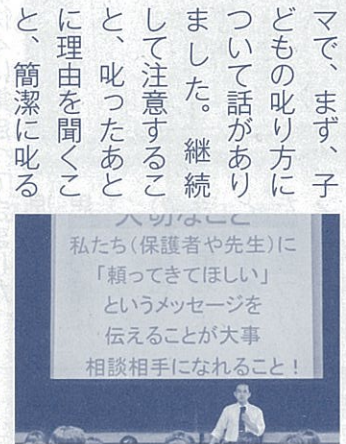 マで、まず、子
どもの叱り方に
ついて話があり
ました。継続
して注意するこ
と、叱ったあと
に理由を聞くこ
と、簡潔に叱る
大切なこと
私たち(保護者や先生)に
「頼ってきてほしい」
というメッセージを
伝えることが大事
相談相手になれること!